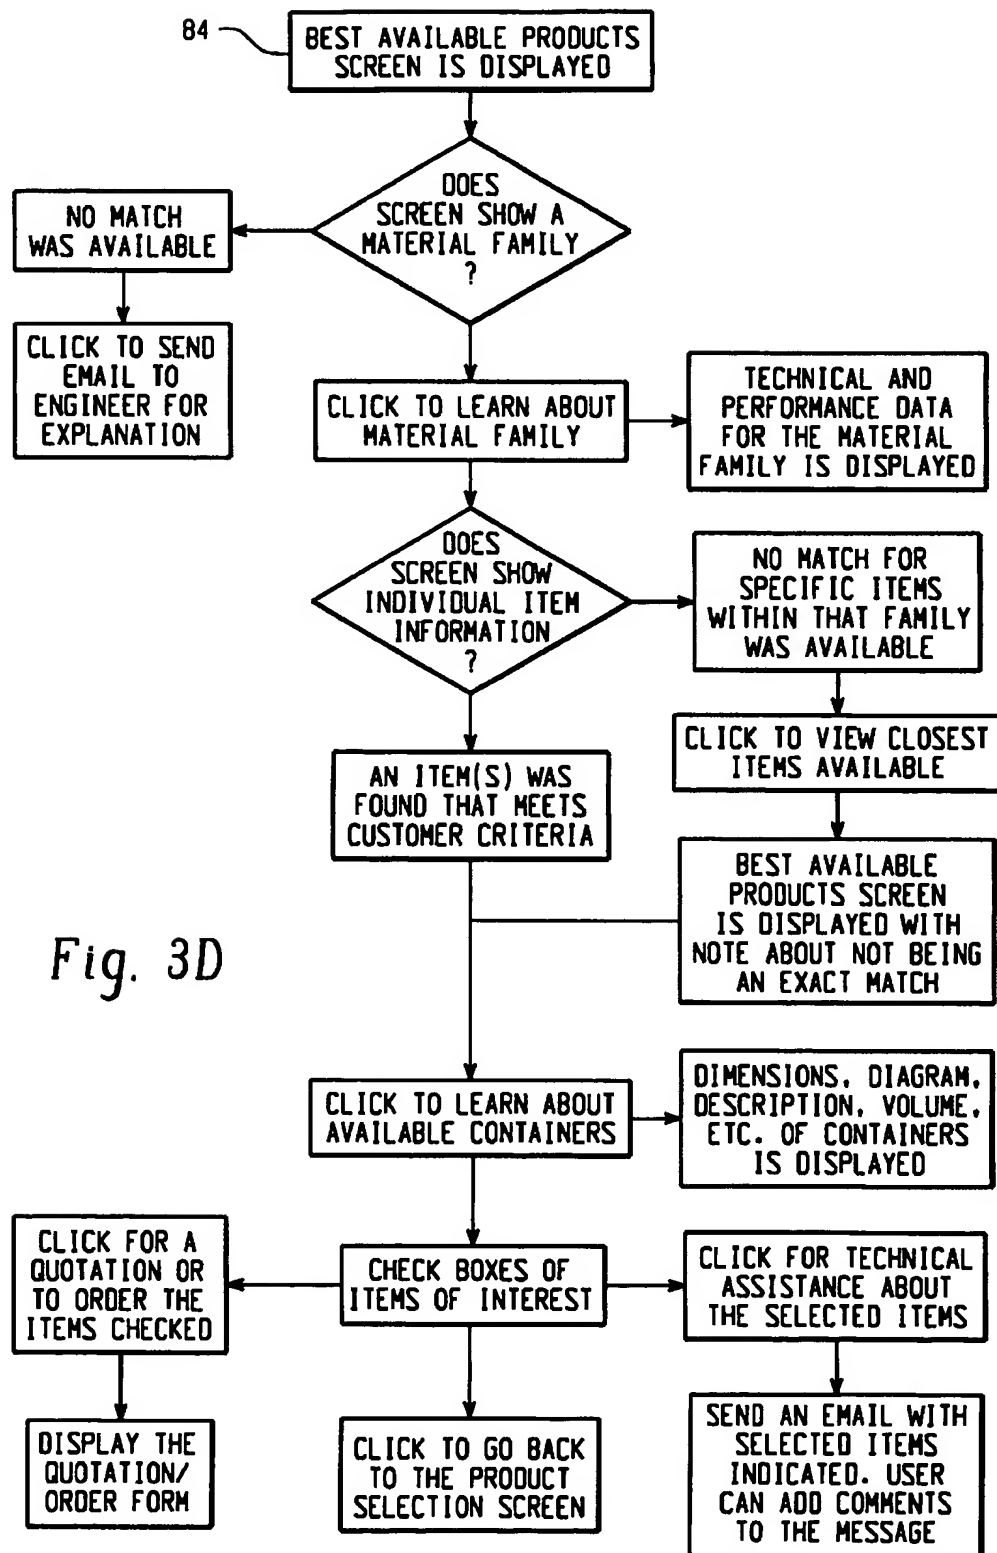 84
BEST AVAILABLE PRODUCTS
SCREEN IS DISPLAYED
DOES
SCREEN SHOW A
MATERIAL FAMILY
?
NO MATCH
WAS AVAILABLE
CLICK TO SEND
EMAIL TO
ENGINEER FOR
EXPLANATION
CLICK TO LEARN ABOUT
MATERIAL FAMILY
TECHNICAL AND
PERFORMANCE DATA
FOR THE MATERIAL
FAMILY IS DISPLAYED
DOES
SCREEN SHOW
INDIVIDUAL ITEM
INFORMATION
?
NO MATCH FOR
SPECIFIC ITEMS
WITHIN THAT FAMILY
WAS AVAILABLE
CLICK TO VIEW CLOSEST
ITEMS AVAILABLE
AN ITEM(S) WAS
FOUND THAT MEETS
CUSTOMER CRITERIA
BEST AVAILABLE
PRODUCTS SCREEN
IS DISPLAYED WITH
NOTE ABOUT NOT BEING
AN EXACT MATCH
Fig. 3D
CLICK TO LEARN ABOUT
AVAILABLE CONTAINERS
DIMENSIONS, DIAGRAM,
DESCRIPTION, VOLUME,
ETC. OF CONTAINERS
IS DISPLAYED
CLICK FOR A
QUOTATION OR
TO ORDER THE
ITEMS CHECKED
CHECK BOXES OF
ITEMS OF INTEREST
CLICK FOR TECHNICAL
ASSISTANCE ABOUT
THE SELECTED ITEMS
DISPLAY THE
QUOTATION/
ORDER FORM
CLICK TO GO BACK
TO THE PRODUCT
SELECTION SCREEN
SEND AN EMAIL WITH
SELECTED ITEMS
INDICATED. USER
CAN ADD COMMENTS
TO THE MESSAGE